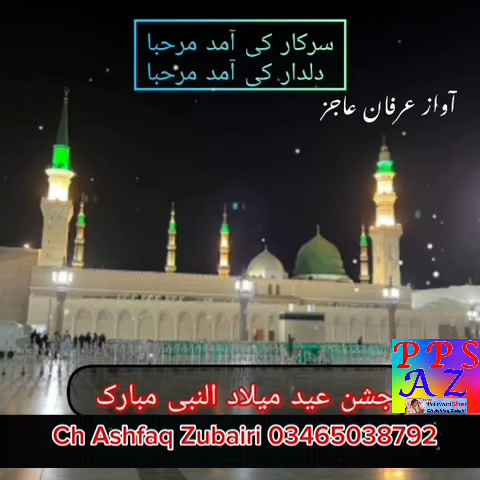 سرکار کی آمد مرحبا
دلدار کی آمد مرحبا
آواز عرفان عاجز
P P S
A Z
جشن عید میلاد النبی مبارک
Ch Ashfaq Zubairi 03465038792